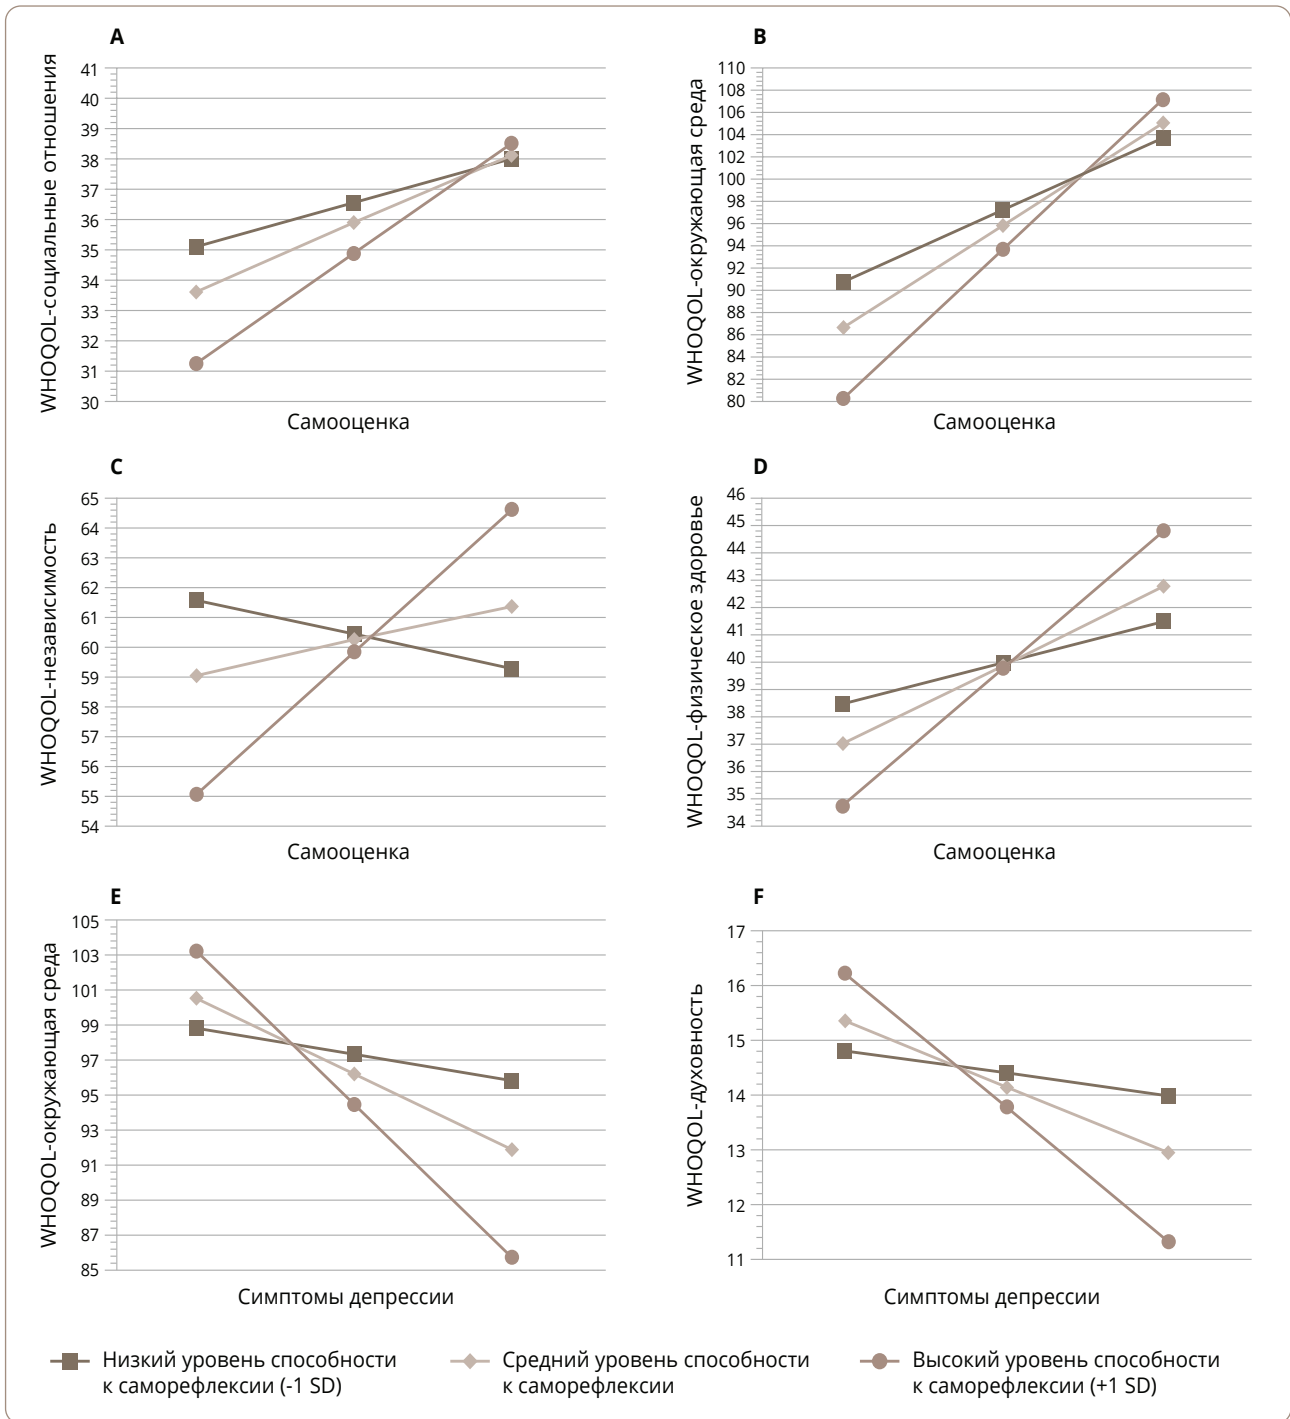 A
WHOQOL-социальные отношения
41
40
39
38
37
36
35
34
33
32
31
30
Самооценка
B
WHOQOL-окружающая среда
110
108
106
104
102
100
98
96
94
92
90
88
86
84
82
80
Самооценка
C
WHOQOL-независимость
65
64
63
62
61
60
59
58
57
56
55
54
Самооценка
D
WHOQOL-физическое здоровье
46
45
44
43
42
41
40
39
38
37
36
35
34
Самооценка
E
WHOQOL-окружающая среда
105
103
101
99
97
95
93
91
89
87
85
Симптомы депрессии
F
WHOQOL-духовность
17
16
15
14
13
12
11
Симптомы депрессии
Низкий уровень способности
к саморефлексии (-1 SD)
Средний уровень способности
к саморефлексии
Высокий уровень способности
к саморефлексии (+1 SD)